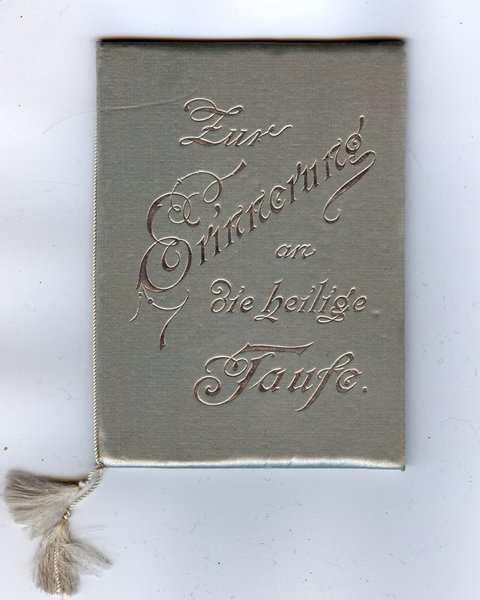 Zur
Erinnerung
an
die heilige
Taufe.